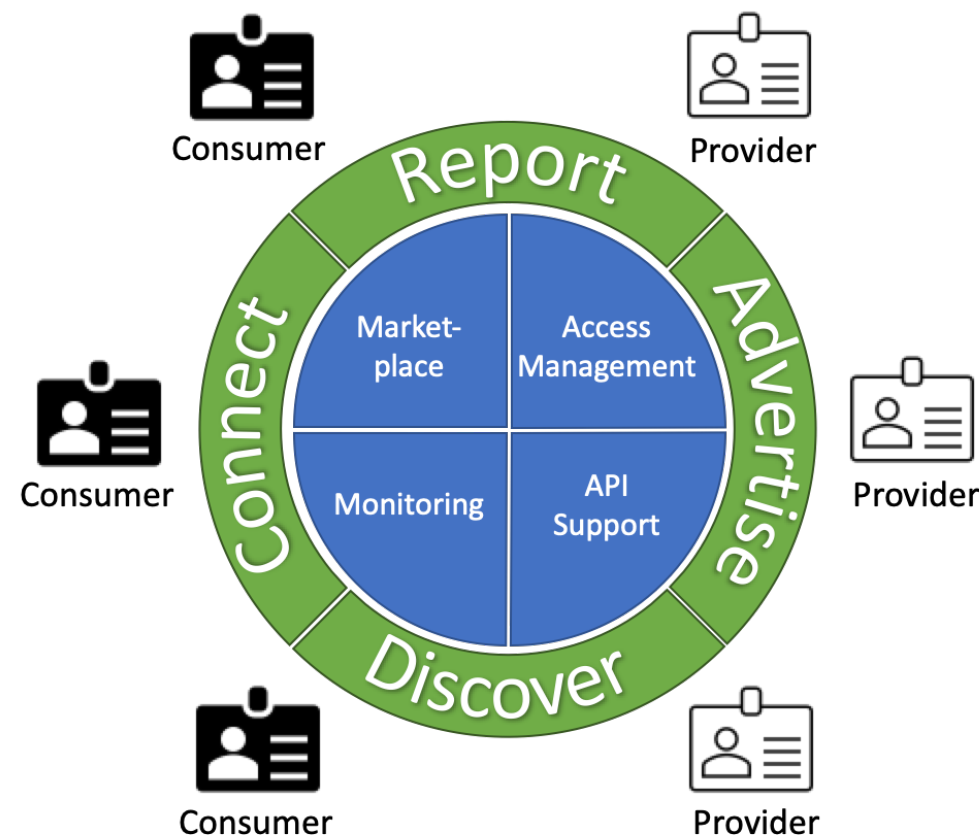 Consumer
Provider
Report
Connect
Advertise
Market-
place
Access
Management
Consumer
Provider
Monitoring
API
Support
Discover
Consumer
Provider